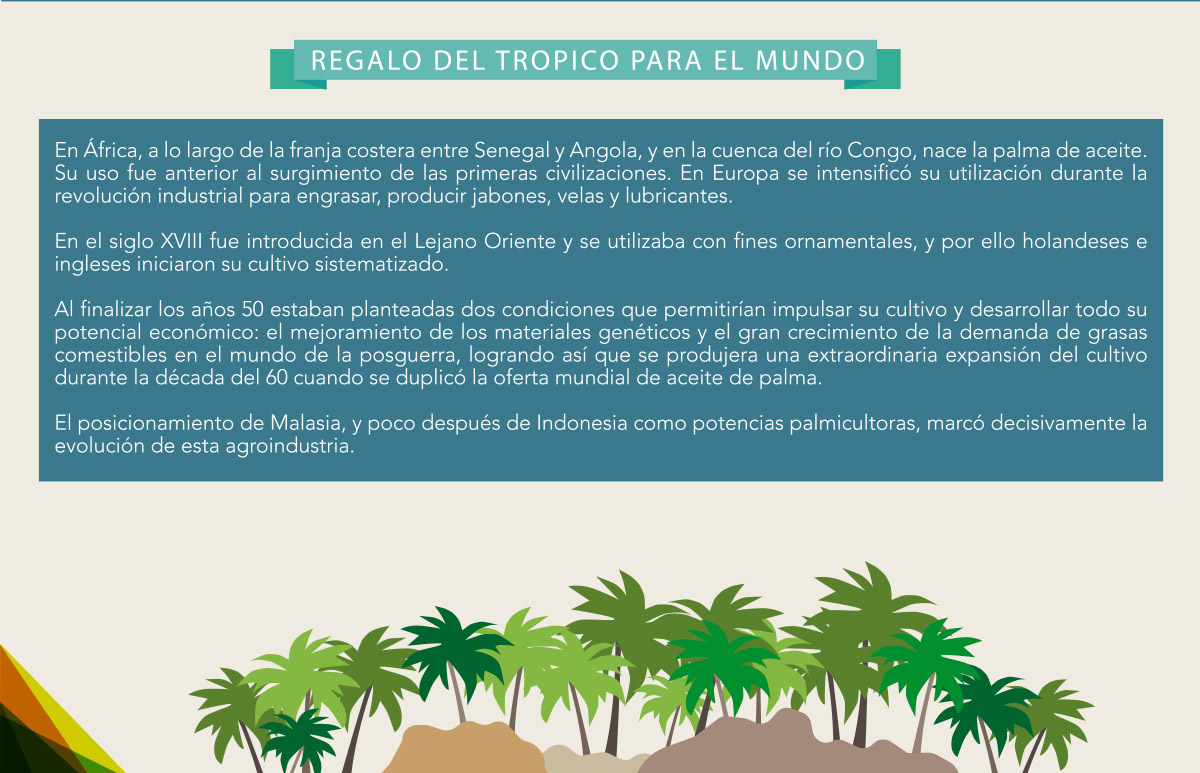 REGALO DEL TROPICO PARA EL MUNDO
En África, a lo largo de la franja costera entre Senegal y Angola, y en la cuenca del río Congo, nace la palma de aceite.
Su uso fue anterior al surgimiento de las primeras civilizaciones. En Europa se intensificó su utilización durante la
revolución industrial para engrasar, producir jabones, velas y lubricantes.
En el siglo XVIII fue introducida en el Lejano Oriente y se utilizaba con fines ornamentales, y por ello holandeses e
ingleses iniciaron su cultivo sistematizado.
Al finalizar los años 50 estaban planteadas dos condiciones que permitirían impulsar su cultivo y desarrollar todo su
potencial económico: el mejoramiento de los materiales genéticos y el gran crecimiento de la demanda de grasas
comestibles en el mundo de la posguerra, logrando así que se produjera una extraordinaria expansión del cultivo
durante la década del 60 cuando se duplicó la oferta mundial de aceite de palma.
El posicionamiento de Malasia, y poco después de Indonesia como potencias palmicultoras, marcó decisivamente la
evolución de esta agroindustria.